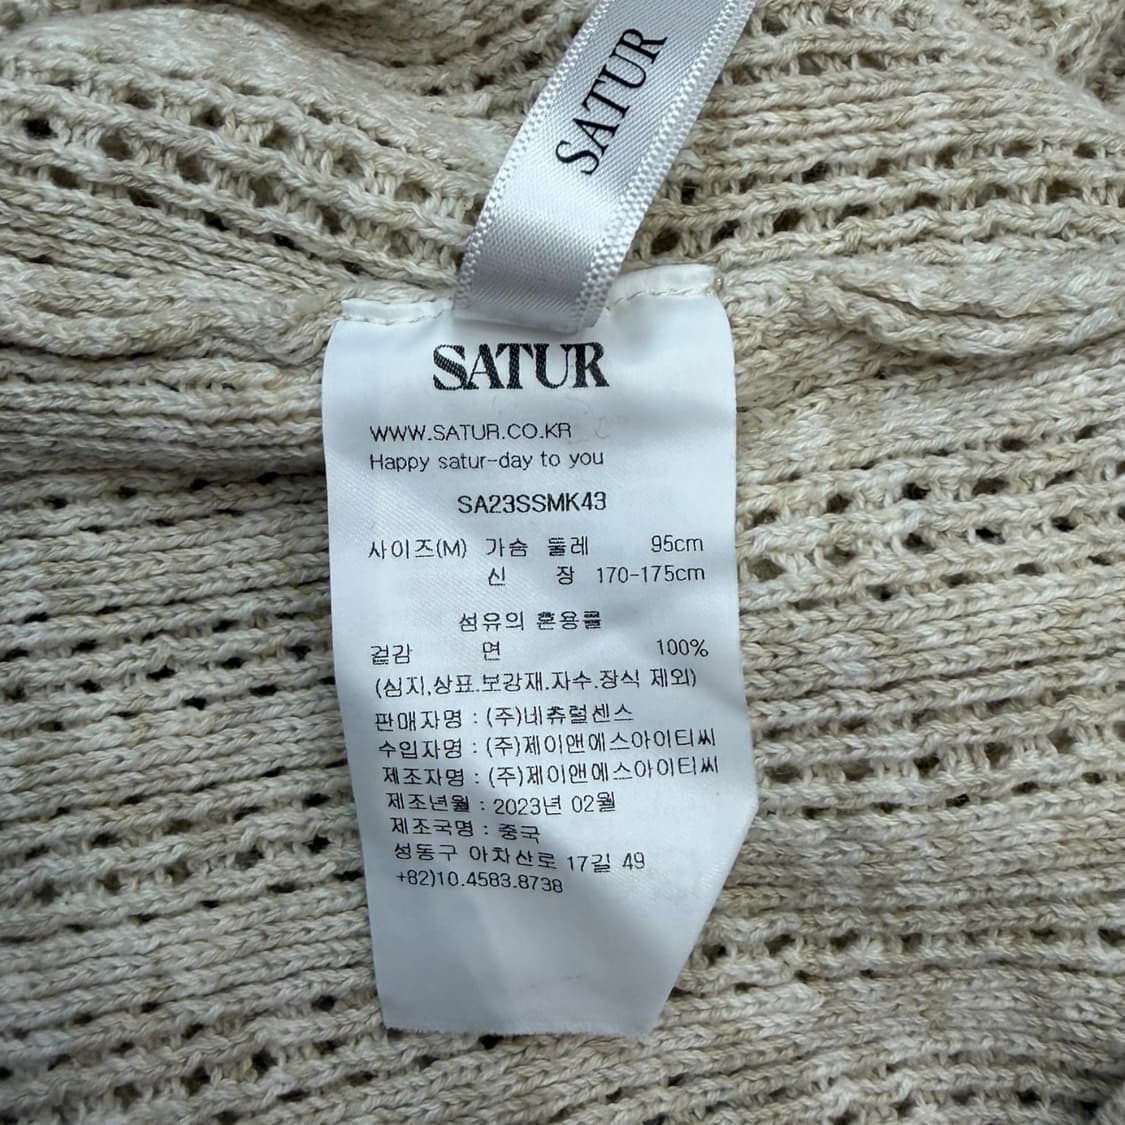 SATUR
SATUR
WWW.SATUR.CO.KR
Happy satur-day to you
SA23SSMK43
사이즈(M) 가슴 둘레 95cm
신 장 170-175cm
섬유의 혼용률
겉감 면 100%
(심지,상표.보강재.자수.장식 제외)
판매자명 : (주)네츄럴센스
수입자명 : (주)제이앤에스아이티씨
제조자명 : (주)제이앤에스아이티씨
제조년월 : 2023년 02월
제조국명 : 중국
성동구 아차산로 17길 49
+82)10.4583.8738